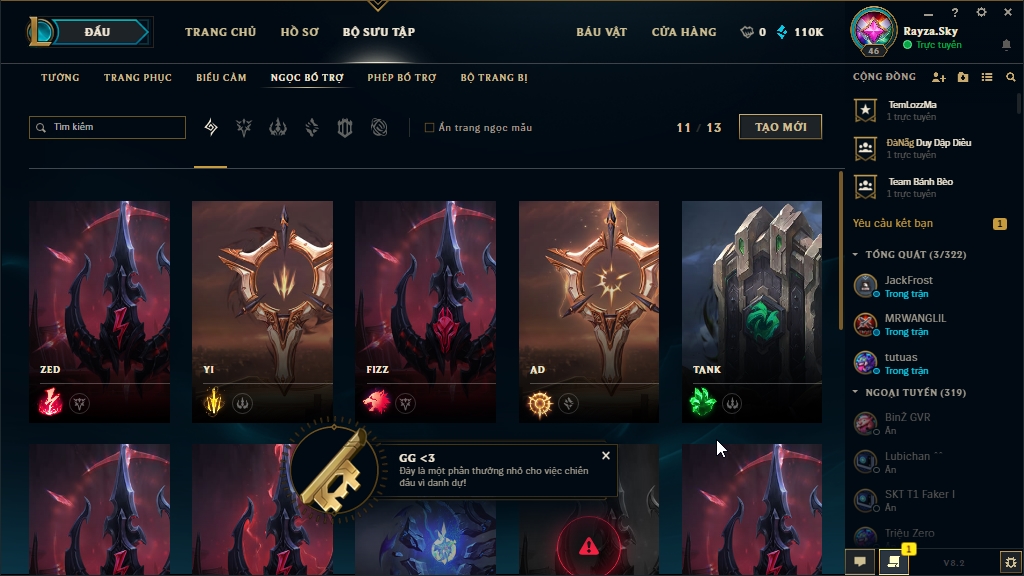 ĐẤU
TRANG CHỦ
HỒ SƠ
BỘ SƯU TẬP
BÁU VẬT
CỬA HÀNG
0
110K
?
46
Rayza.Sky
Trực tuyến
TƯỚNG
TRANG PHỤC
BIỂU CẢM
NGỌC BỔ TRỢ
PHÉP BỔ TRỢ
BỘ TRANG BỊ
CỘNG ĐỒNG
Tìm kiếm
Ẩn trang ngọc mẫu
11 / 13
TẠO MỚI
TemLozzMa
1 trực tuyến
ĐàNẵg Duy Dập Diều
1 trực tuyến
Team Bánh Bèo
1 trực tuyến
Yêu cầu kết bạn
1
TỔNG QUÁT (3/322)
JackFrost
Trong trận
MRWANGLIL
Trong trận
tutuas
Trong trận
NGOẠI TUYẾN (319)
BinZ GVR
Ẩn
Lubichan ˆˆ
Ẩn
SKT T1 Faker I
Ẩn
Triệu Zero
Ẩn
ZED
YI
FIZZ
AD
TANK
GG <3
Đây là một phần thưởng nhỏ cho việc chiến
đấu vì danh dự!
1
V8.2